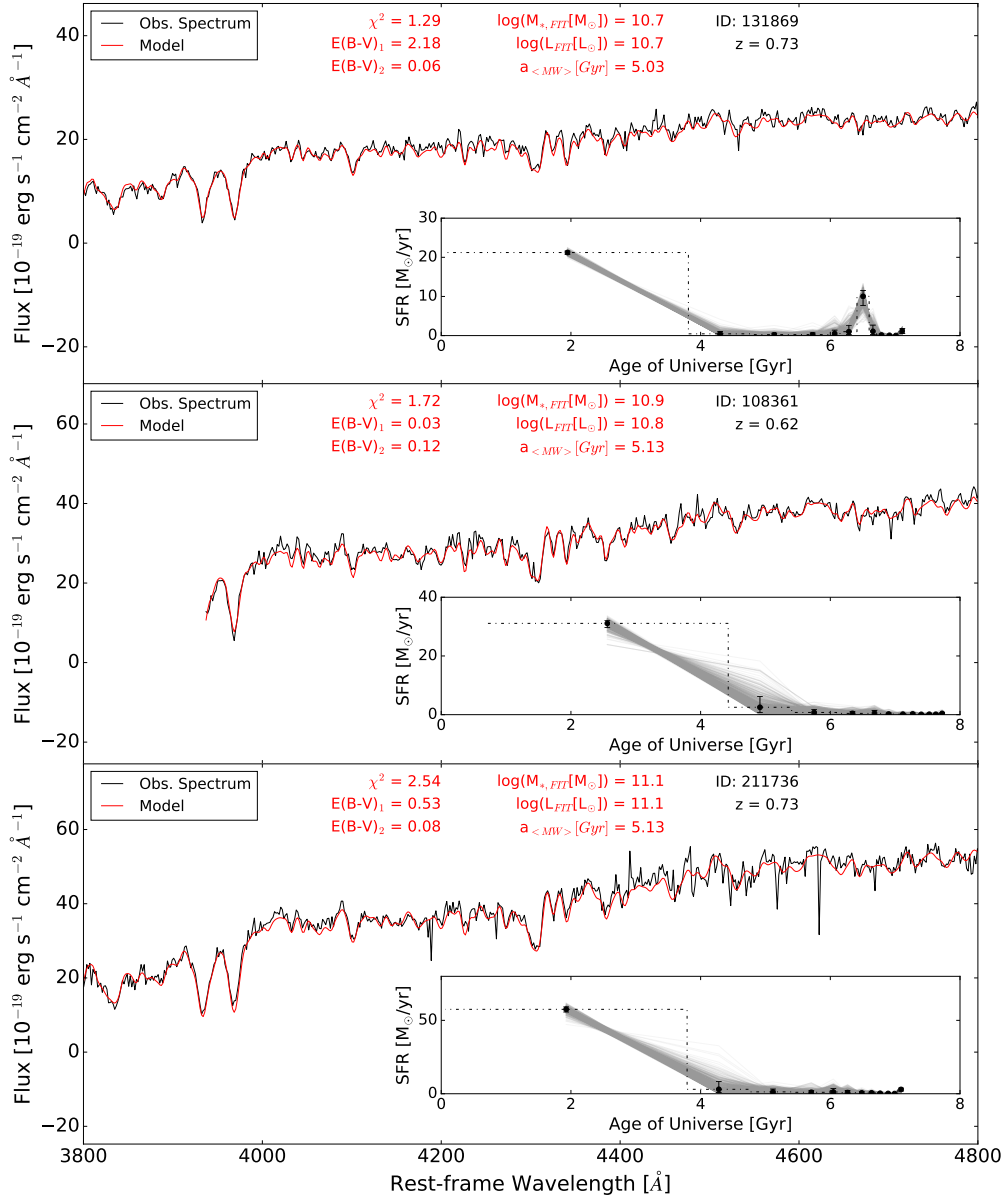 Obs. Spectrum
Model
χ² = 1.29
E(B-V)₁ = 2.18
E(B-V)₂ = 0.06
log(M*,FIT[M⊙]) = 10.7
log(LFIT[L⊙]) = 10.7
a<MW>[Gyr] = 5.03
ID: 131869
z = 0.73
40
20
0
−20
Flux [10⁻¹⁹ erg s⁻¹ cm⁻² Å⁻¹]
30
20
10
0
SFR [M⊙/yr]
0 2 4 6 8
Age of Universe [Gyr]
Obs. Spectrum
Model
χ² = 1.72
E(B-V)₁ = 0.03
E(B-V)₂ = 0.12
log(M*,FIT[M⊙]) = 10.9
log(LFIT[L⊙]) = 10.8
a<MW>[Gyr] = 5.13
ID: 108361
z = 0.62
60
40
20
0
−20
Flux [10⁻¹⁹ erg s⁻¹ cm⁻² Å⁻¹]
40
20
0
SFR [M⊙/yr]
0 2 4 6 8
Age of Universe [Gyr]
Obs. Spectrum
Model
χ² = 2.54
E(B-V)₁ = 0.53
E(B-V)₂ = 0.08
log(M*,FIT[M⊙]) = 11.1
log(LFIT[L⊙]) = 11.1
a<MW>[Gyr] = 5.13
ID: 211736
z = 0.73
60
40
20
0
−20
Flux [10⁻¹⁹ erg s⁻¹ cm⁻² Å⁻¹]
50
0
SFR [M⊙/yr]
0 2 4 6 8
Age of Universe [Gyr]
3800 4000 4200 4400 4600 4800
Rest-frame Wavelength [Å]